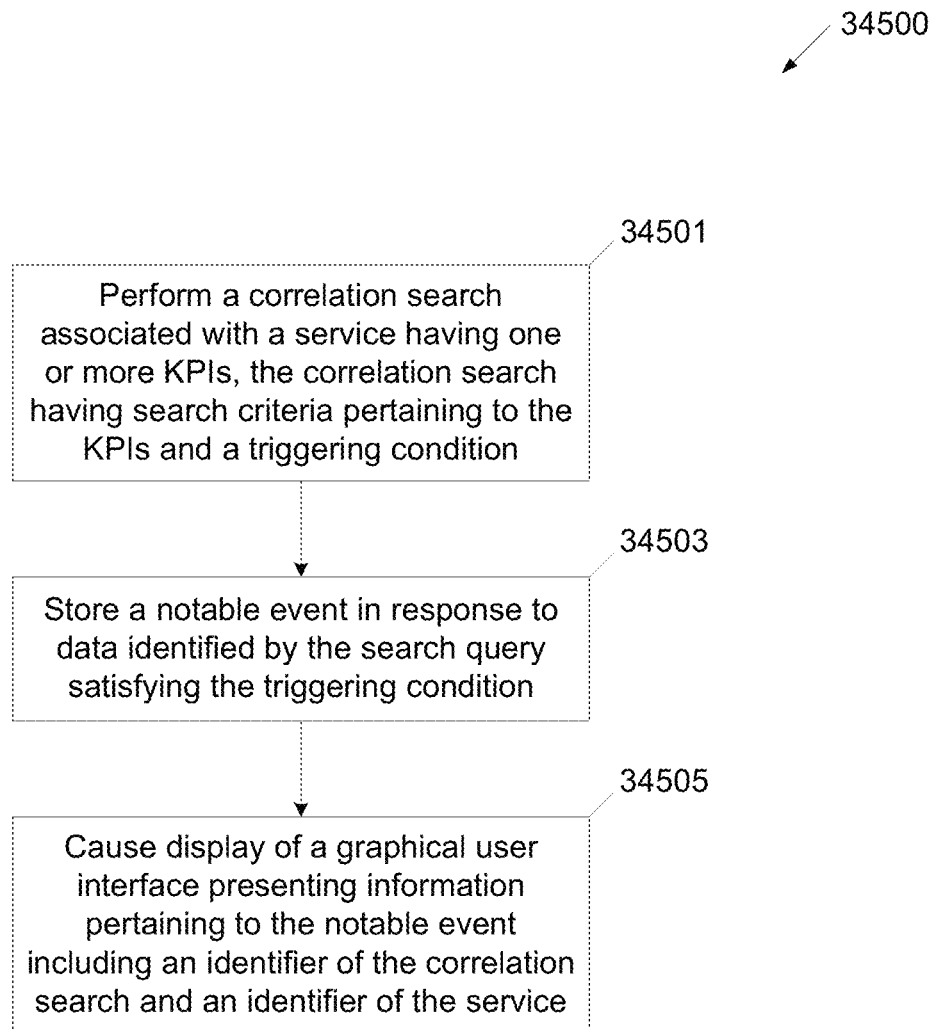 34500
34501
Perform a correlation search
associated with a service having one
or more KPIs, the correlation search
having search criteria pertaining to the
KPIs and a triggering condition
34503
Store a notable event in response to
data identified by the search query
satisfying the triggering condition
34505
Cause display of a graphical user
interface presenting information
pertaining to the notable event
including an identifier of the correlation
search and an identifier of the service